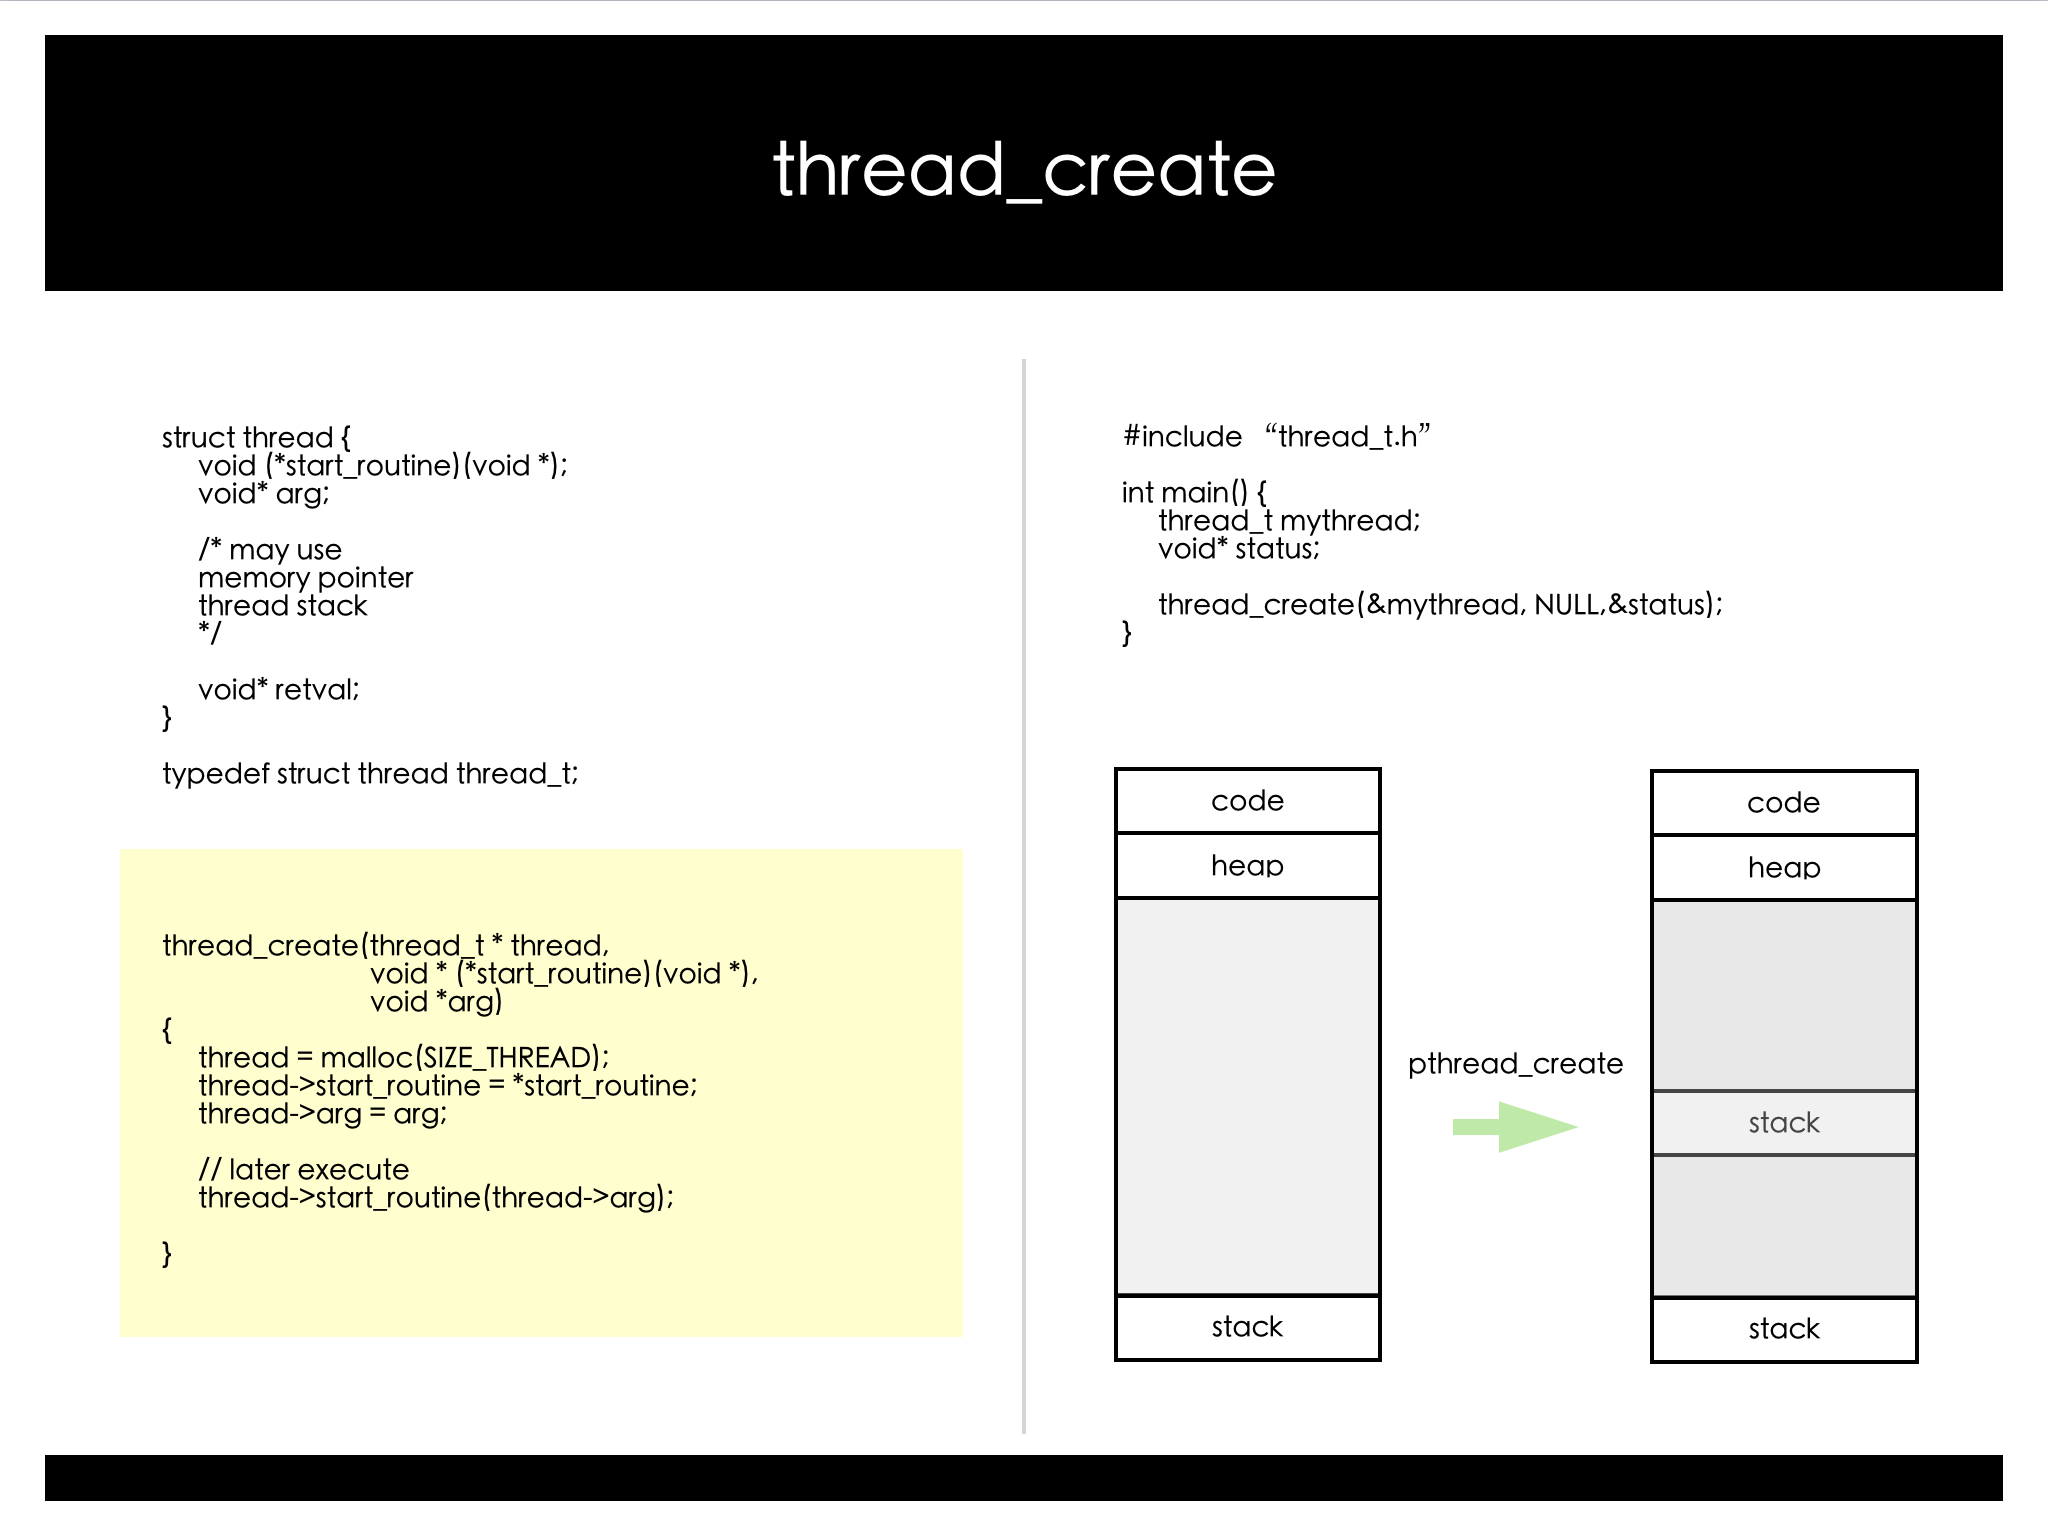 thread_create
struct thread {
void (*start_routine)(void *);
void* arg;
/* may use
memory pointer
thread stack
*/
void* retval;
}
typedef struct thread thread_t;
thread_create(thread_t * thread,
void * (*start_routine)(void *),
void *arg)
{
thread = malloc(SIZE_THREAD);
thread->start_routine = *start_routine;
thread->arg = arg;
// later execute
thread->start_routine(thread->arg);
}
#include “thread_t.h”
int main() {
thread_t mythread;
void* status;
thread_create(&mythread, NULL,&status);
}
code
heap
stack
pthread_create
code
heap
stack
stack